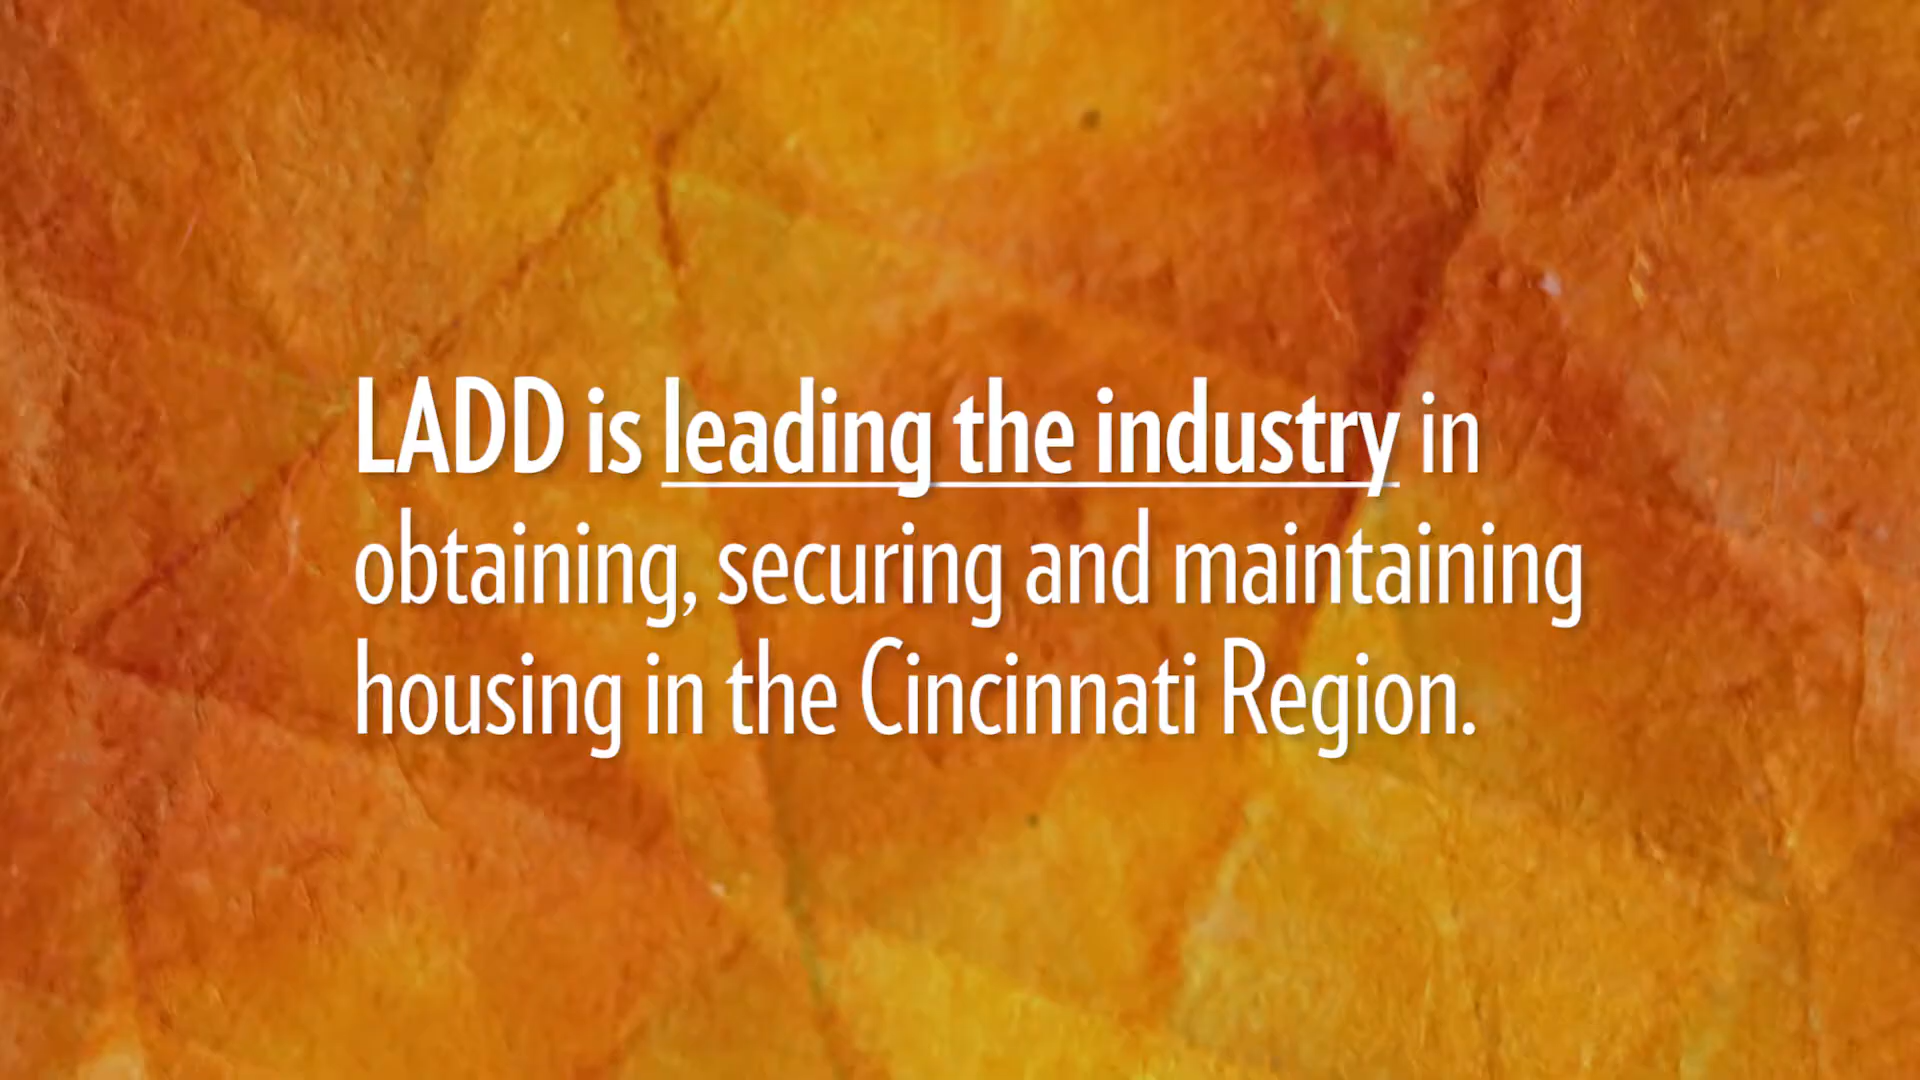 LADD is leading the industry in
obtaining, securing and maintaining
housing in the Cincinnati Region.